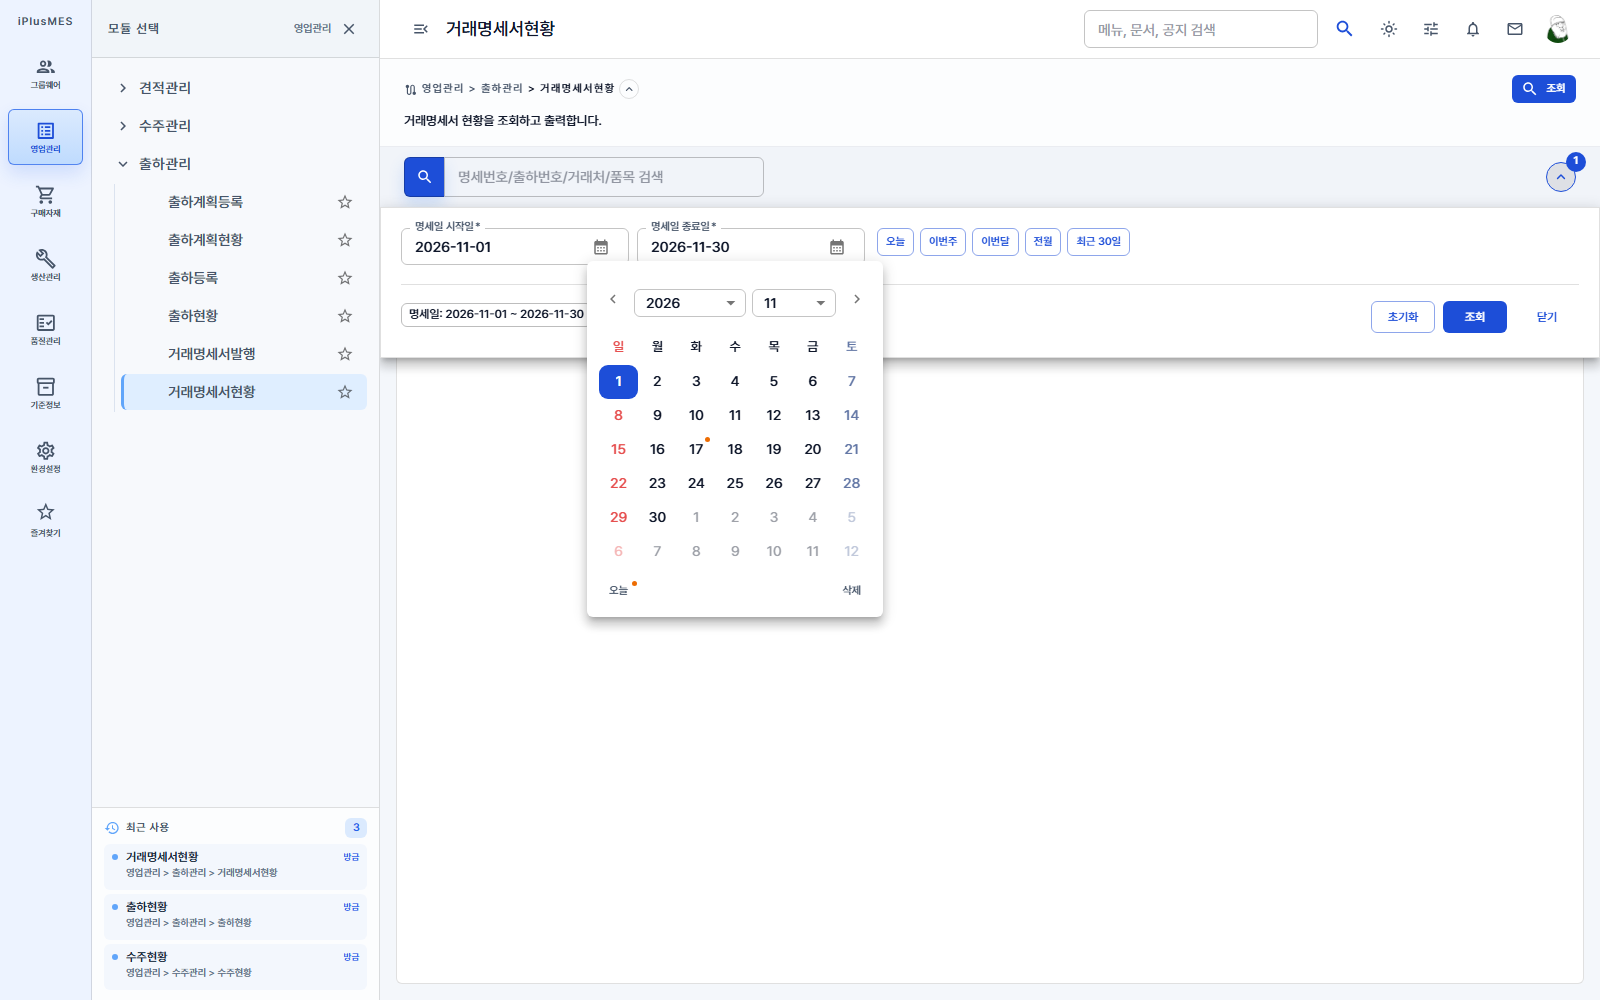 iPlusMES
그룹웨어
영업관리
구매자재
생산관리
품질관리
기준정보
환경설정
즐겨찾기
모듈 선택
영업관리
견적관리
수주관리
출하관리
출하계획등록
출하계획현황
출하등록
출하현황
거래명세서발행
거래명세서현황
최근 사용 3
거래명세서현황 방금
영업관리 > 출하관리 > 거래명세서현황
출하현황 방금
영업관리 > 출하관리 > 출하현황
수주현황 방금
영업관리 > 수주관리 > 수주현황
거래명세서현황
메뉴, 문서, 공지 검색
영업관리 > 출하관리 > 거래명세서현황
조회
거래명세서 현황을 조회하고 출력합니다.
명세번호/출하번호/거래처/품목 검색
1
명세일 시작일*
2026-11-01
명세일 종료일*
2026-11-30
오늘 이번주 이번달 전월 최근 30일
명세일: 2026-11-01 ~ 2026-11-30
초기화 조회 닫기
2026 11
일 월 화 수 목 금 토
1 2 3 4 5 6 7
8 9 10 11 12 13 14
15 16 17 18 19 20 21
22 23 24 25 26 27 28
29 30 1 2 3 4 5
6 7 8 9 10 11 12
오늘 삭제